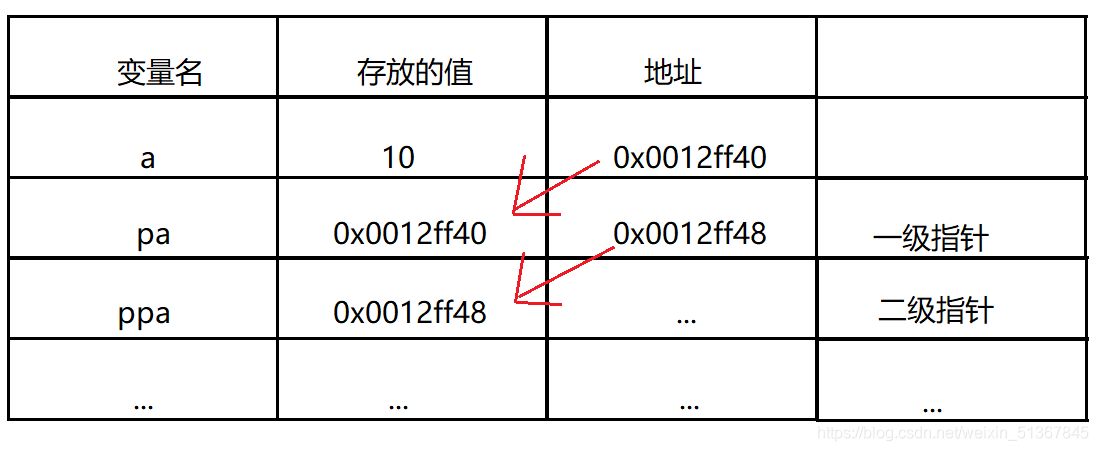 变量名 存放的值 地址
a 10 0x0012ff40
pa 0x0012ff40 0x0012ff48 一级指针
ppa 0x0012ff48 ... 二级指针
... ... ... ...
https://blog.csdn.net/weixin_51367845